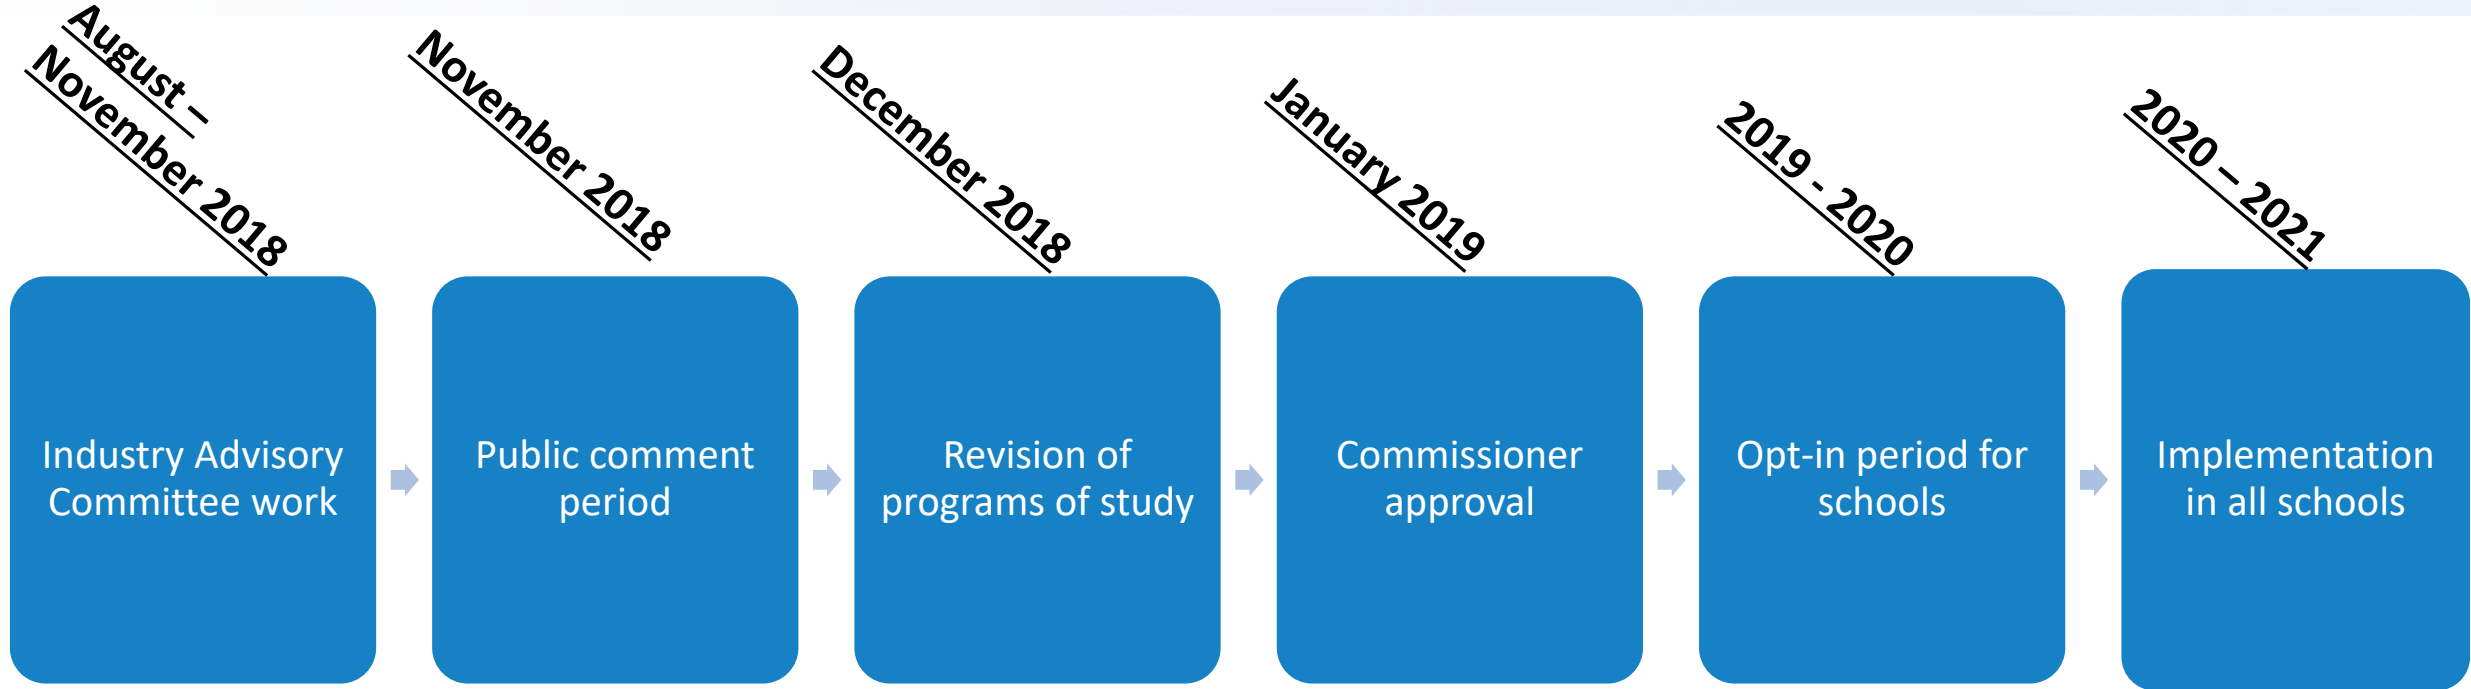 August –
November 2018
November 2018
December 2018
January 2019
2019 - 2020
2020 – 2021
Industry Advisory
Committee work
Public comment
period
Revision of
programs of study
Commissioner
approval
Opt-in period for
schools
Implementation
in all schools